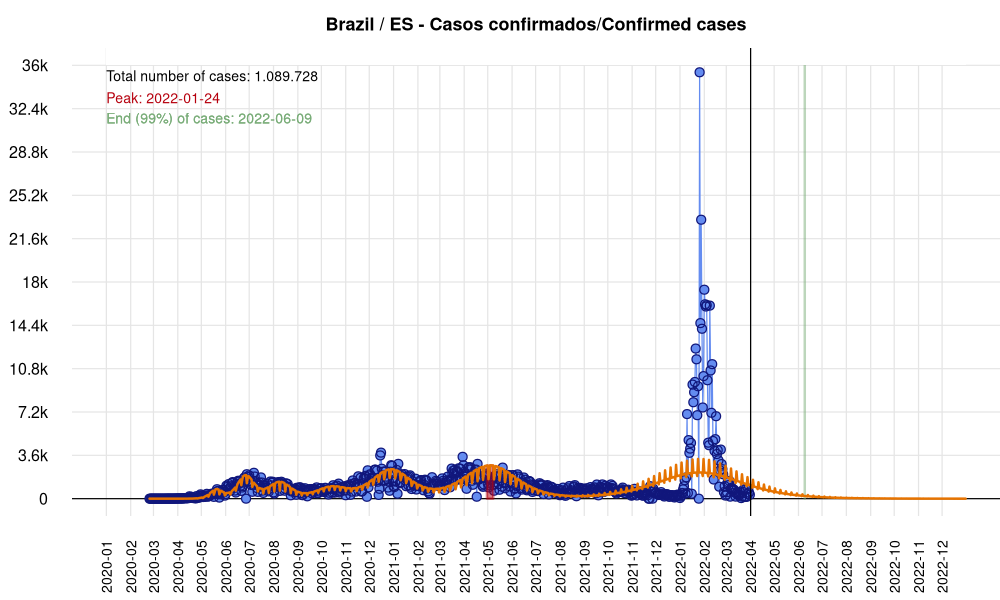 Brazil / ES - Casos confirmados/Confirmed cases
Total number of cases: 1.089.728
Peak: 2022-01-24
End (99%) of cases: 2022-06-09
36k
32.4k
28.8k
25.2k
21.6k
18k
14.4k
10.8k
7.2k
3.6k
0
2020-01
2020-02
2020-03
2020-04
2020-05
2020-06
2020-07
2020-08
2020-09
2020-10
2020-11
2020-12
2021-01
2021-02
2021-03
2021-04
2021-05
2021-06
2021-07
2021-08
2021-09
2021-10
2021-11
2021-12
2022-01
2022-02
2022-04
2022-05
2022-06
2022-07
2022-08
2022-09
2022-10
2022-11
2022-12